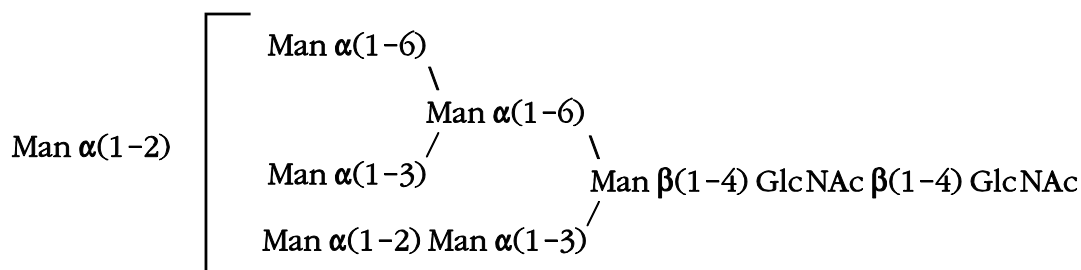 Man α(1–6)
Man α(1–6)
Man α(1–2)
Man α(1–3)
Man β(1–4) GlcNAc β(1–4) GlcNAc
Man α(1–2) Man α(1–3)